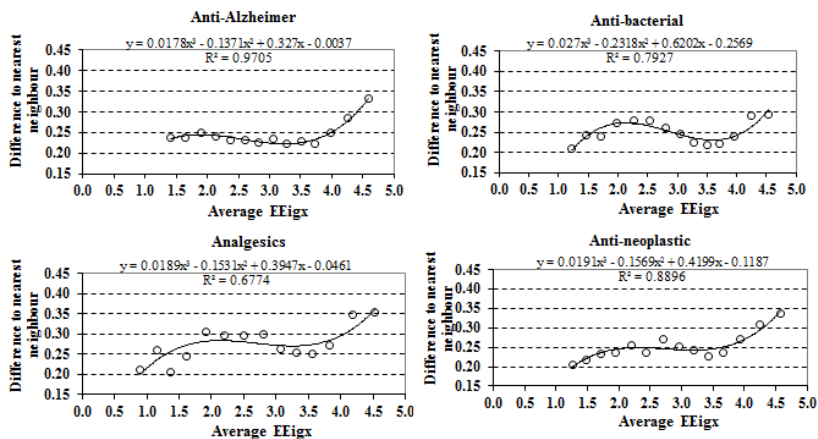 Anti-Alzheimer
y = 0.0178x³ - 0.1371x² + 0.327x - 0.0037
R² = 0.9705
Difference to nearest
neighbour
0.45
0.40
0.35
0.30
0.25
0.20
0.15
0.0 0.5 1.0 1.5 2.0 2.5 3.0 3.5 4.0 4.5 5.0
Average EEigx
Anti-bacterial
y = 0.027x³ - 0.2318x² + 0.6202x - 0.2569
R² = 0.7927
Difference to nearest
neighbour
0.45
0.40
0.35
0.30
0.25
0.20
0.15
0.0 0.5 1.0 1.5 2.0 2.5 3.0 3.5 4.0 4.5 5.0
Average EEigx
Analgesics
y = 0.0189x³ - 0.1531x² + 0.3947x - 0.0461
R² = 0.6774
Difference to nearest
neighbour
0.45
0.40
0.35
0.30
0.25
0.20
0.15
0.0 0.5 1.0 1.5 2.0 2.5 3.0 3.5 4.0 4.5 5.0
Average EEigx
Anti-neoplastic
y = 0.0191x³ - 0.1569x² + 0.4199x - 0.1187
R² = 0.8896
Difference to nearest
neighbour
0.45
0.40
0.35
0.30
0.25
0.20
0.15
0.0 0.5 1.0 1.5 2.0 2.5 3.0 3.5 4.0 4.5 5.0
Average EEigx